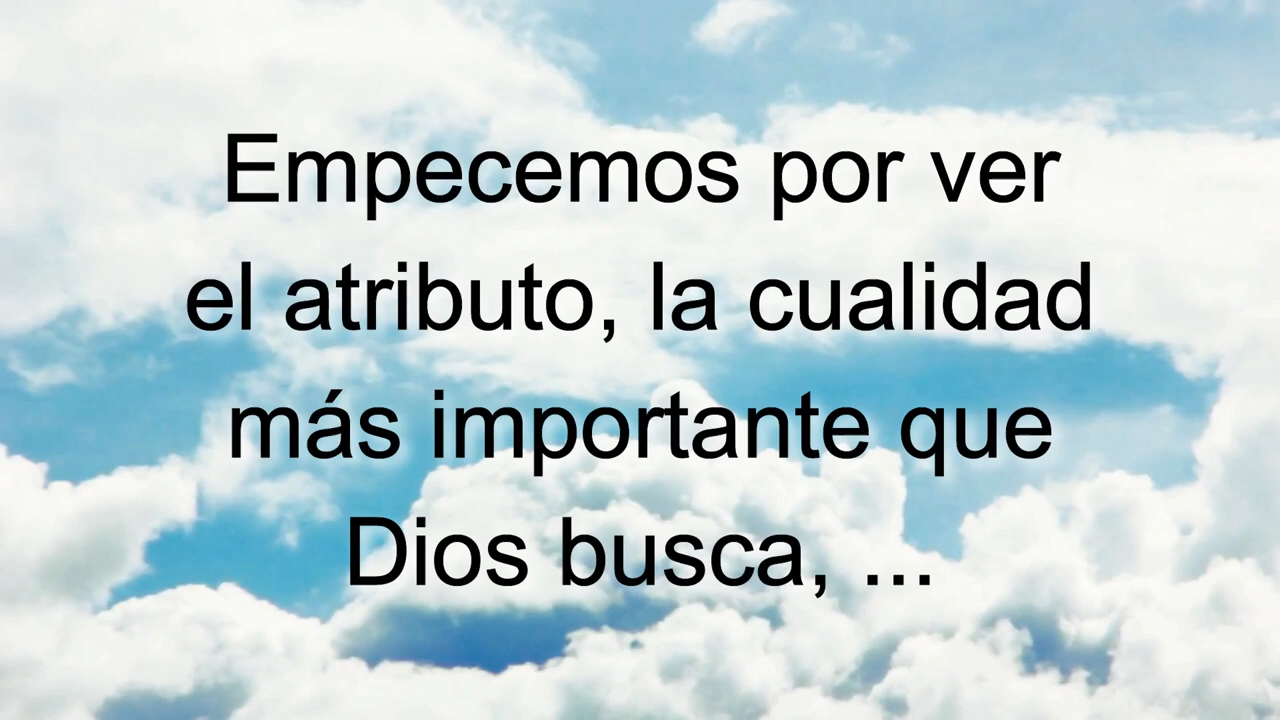 Empecemos por ver
el atributo, la cualidad
más importante que
Dios busca, ...